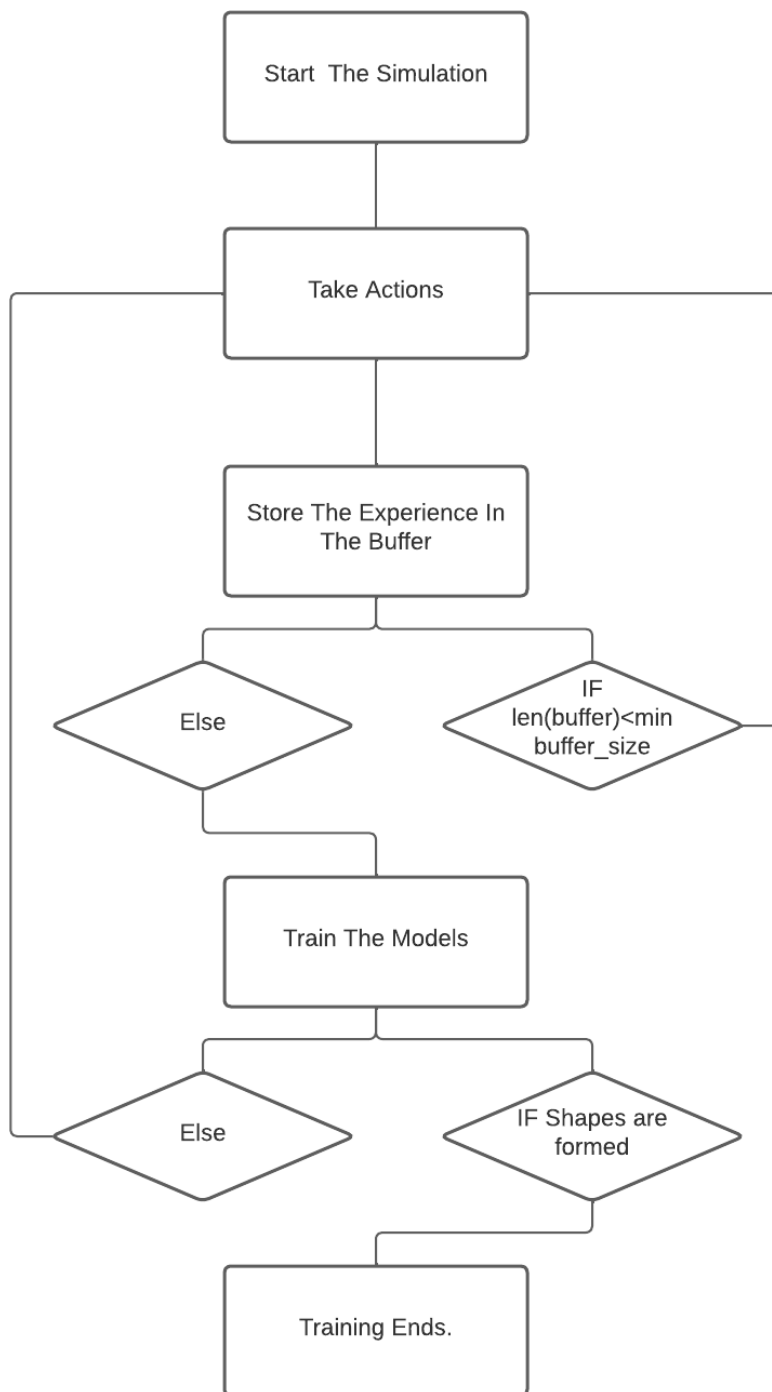 Start The Simulation
Take Actions
Store The Experience In
The Buffer
Else
IF
len(buffer)<min
buffer_size
Train The Models
Else
IF Shapes are
formed
Training Ends.